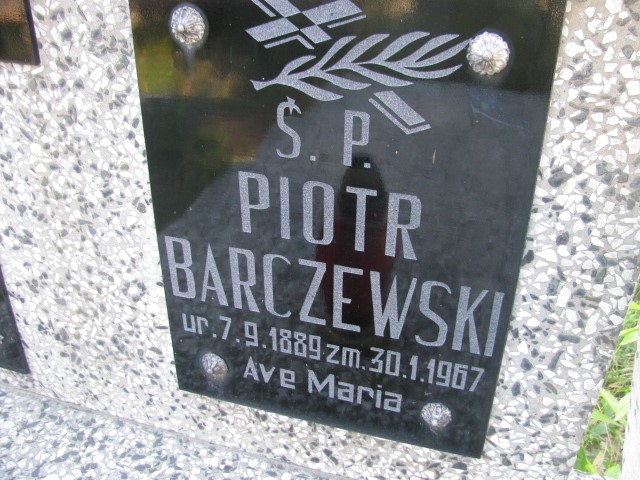 Ś. P.
PIOTR
BARCZEWSKI
ur. 7. 9. 1889 zm. 30. 1. 1967
Ave Maria